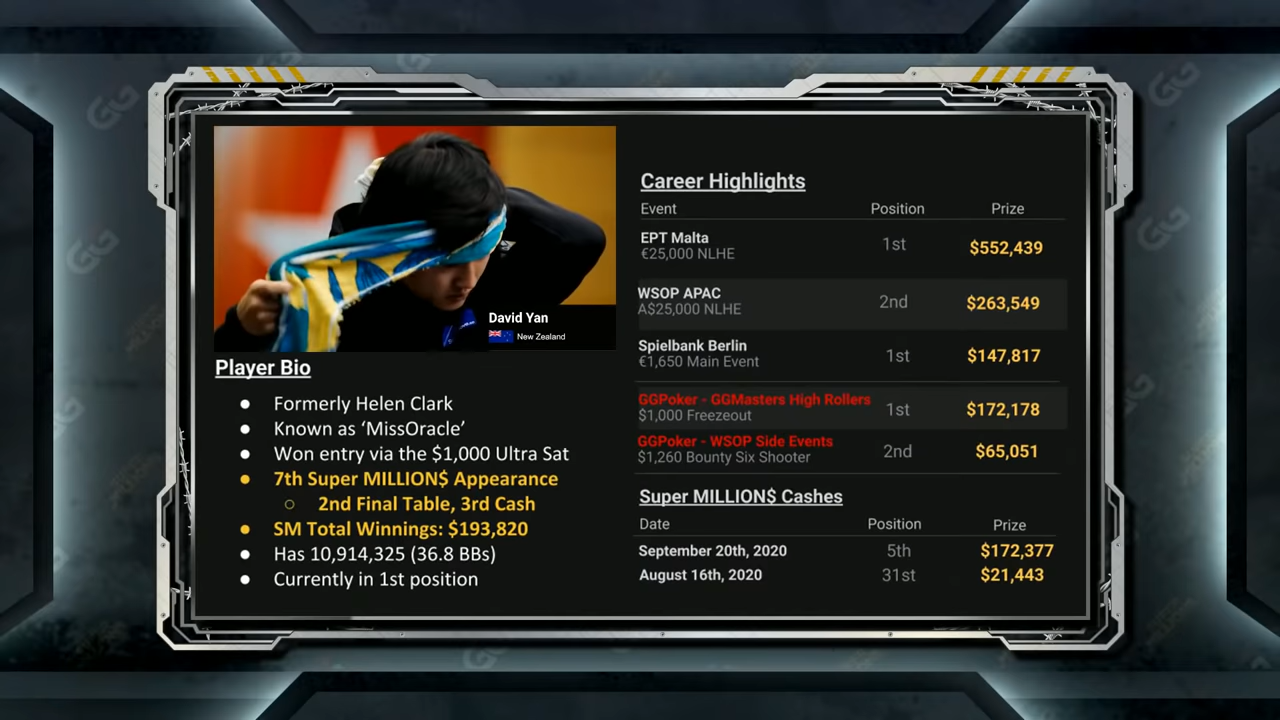 David Yan
New Zealand
Player Bio
● Formerly Helen Clark
● Known as ‘MissOracle’
● Won entry via the $1,000 Ultra Sat
● 7th Super MILLION$ Appearance
○ 2nd Final Table, 3rd Cash
● SM Total Winnings: $193,820
● Has 10,914,325 (36.8 BBs)
● Currently in 1st position
Career Highlights
Event Position Prize
EPT Malta
€25,000 NLHE 1st $552,439
WSOP APAC
A$25,000 NLHE 2nd $263,549
Spielbank Berlin
€1,650 Main Event 1st $147,817
GGPoker - GGMasters High Rollers
$1,000 Freezeout 1st $172,178
GGPoker - WSOP Side Events
$1,260 Bounty Six Shooter 2nd $65,051
Super MILLION$ Cashes
Date Position Prize
September 20th, 2020 5th $172,377
August 16th, 2020 31st $21,443